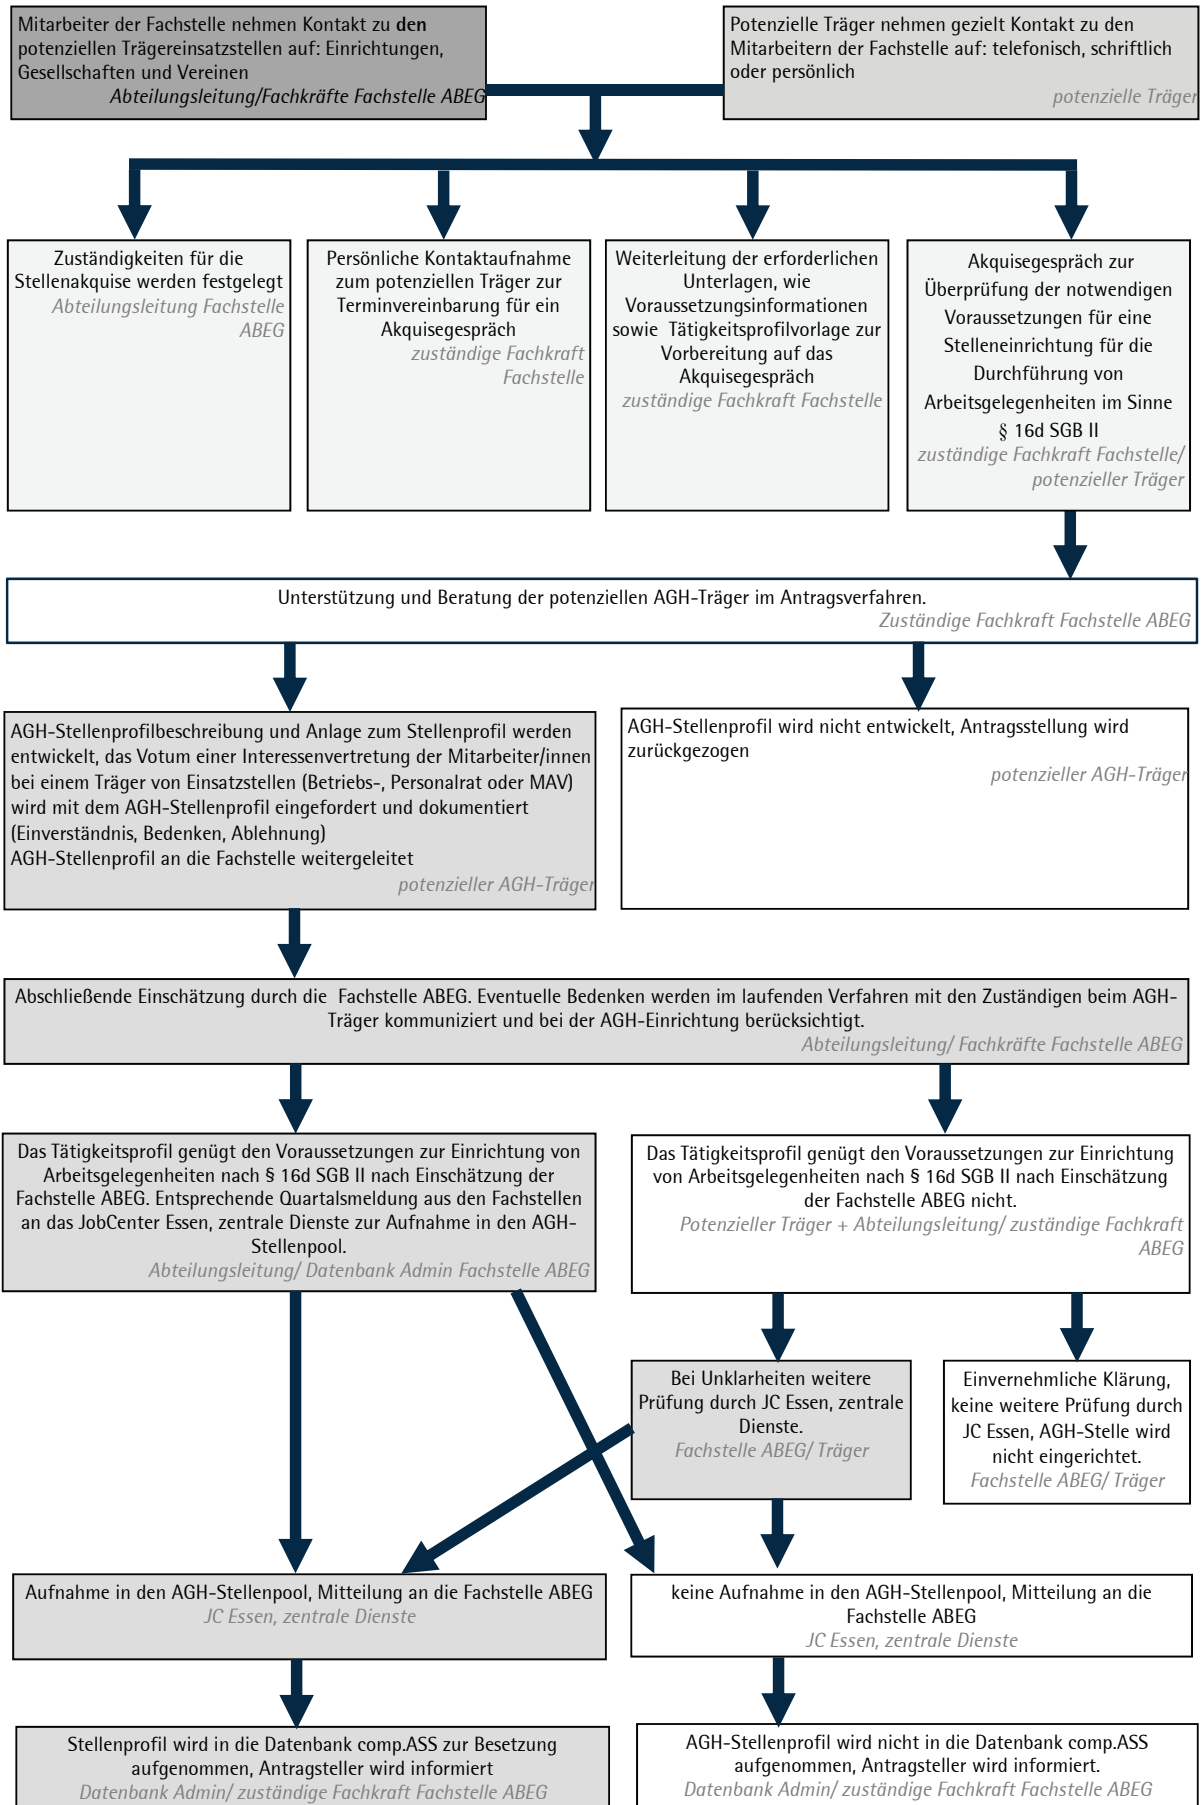 Mitarbeiter der Fachstelle nehmen Kontakt zu den
potenziellen Trägereinsatzstellen auf: Einrichtungen,
Gesellschaften und Vereinen
Abteilungsleitung/Fachkräfte Fachstelle ABEG
Potenzielle Träger nehmen gezielt Kontakt zu den
Mitarbeitern der Fachstelle auf: telefonisch, schriftlich
oder persönlich
potenzielle Träger
Zuständigkeiten für die
Stellenakquise werden festgelegt
Abteilungsleitung Fachstelle
ABEG
Persönliche Kontaktaufnahme
zum potenziellen Träger zur
Terminvereinbarung für ein
Akquisegespräch
zuständige Fachkraft
Fachstelle
Weiterleitung der erforderlichen
Unterlagen, wie
Voraussetzungsinformationen
sowie Tätigkeitsprofilvorlage zur
Vorbereitung auf das
Akquisegespräch
zuständige Fachkraft Fachstelle
Akquisegespräch zur
Überprüfung der notwendigen
Voraussetzungen für eine
Stelleneinrichtung für die
Durchführung von
Arbeitsgelegenheiten im Sinne
§ 16d SGB II
zuständige Fachkraft Fachstelle/
potenzieller Träger
Unterstützung und Beratung der potenziellen AGH-Träger im Antragsverfahren.
Zuständige Fachkraft Fachstelle ABEG
AGH-Stellenprofilbeschreibung und Anlage zum Stellenprofil werden
entwickelt, das Votum einer Interessenvertretung der Mitarbeiter/innen
bei einem Träger von Einsatzstellen (Betriebs-, Personalrat oder MAV)
wird mit dem AGH-Stellenprofil eingefordert und dokumentiert
(Einverständnis, Bedenken, Ablehnung)
AGH-Stellenprofil an die Fachstelle weitergeleitet
potenzieller AGH-Träger
AGH-Stellenprofil wird nicht entwickelt, Antragsstellung wird
zurückgezogen
potenzieller AGH-Träger
Abschließende Einschätzung durch die Fachstelle ABEG. Eventuelle Bedenken werden im laufenden Verfahren mit den Zuständigen beim AGH-
Träger kommuniziert und bei der AGH-Einrichtung berücksichtigt.
Abteilungsleitung/ Fachkräfte Fachstelle ABEG
Das Tätigkeitsprofil genügt den Voraussetzungen zur Einrichtung von
Arbeitsgelegenheiten nach § 16d SGB II nach Einschätzung der
Fachstelle ABEG. Entsprechende Quartalsmeldung aus den Fachstellen
an das JobCenter Essen, zentrale Dienste zur Aufnahme in den AGH-
Stellenpool.
Abteilungsleitung/ Datenbank Admin Fachstelle ABEG
Das Tätigkeitsprofil genügt den Voraussetzungen zur Einrichtung
von Arbeitsgelegenheiten nach § 16d SGB II nach Einschätzung
der Fachstelle ABEG nicht.
Potenzieller Träger + Abteilungsleitung/ zuständige Fachkraft
ABEG
Bei Unklarheiten weitere
Prüfung durch JC Essen, zentrale
Dienste.
Fachstelle ABEG/ Träger
Einvernehmliche Klärung,
keine weitere Prüfung durch
JC Essen, AGH-Stelle wird
nicht eingerichtet.
Fachstelle ABEG/ Träger
Aufnahme in den AGH-Stellenpool, Mitteilung an die Fachstelle ABEG
JC Essen, zentrale Dienste
keine Aufnahme in den AGH-Stellenpool, Mitteilung an die
Fachstelle ABEG
JC Essen, zentrale Dienste
Stellenprofil wird in die Datenbank comp.ASS zur Besetzung
aufgenommen, Antragsteller wird informiert
Datenbank Admin/ zuständige Fachkraft Fachstelle ABEG
AGH-Stellenprofil wird nicht in die Datenbank comp.ASS
aufgenommen, Antragsteller wird informiert.
Datenbank Admin/ zuständige Fachkraft Fachstelle ABEG